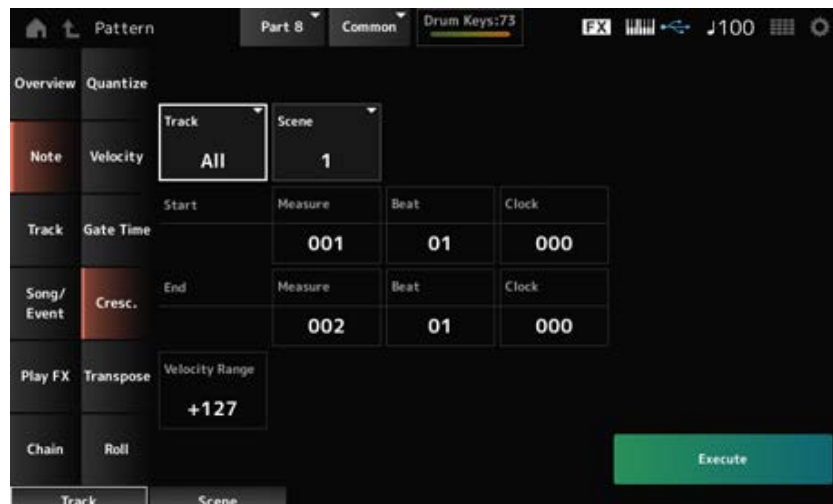 Pattern
Part 8
Common
Drum Keys:73
FX
♩100
Overview
Quantize
Note
Velocity
Track
All
Scene
1
Track
Gate Time
Start
Measure
001
Beat
01
Clock
000
Song/
Event
Cresc.
End
Measure
002
Beat
01
Clock
000
Play FX
Transpose
Velocity Range
+127
Chain
Roll
Execute
Track
Scene